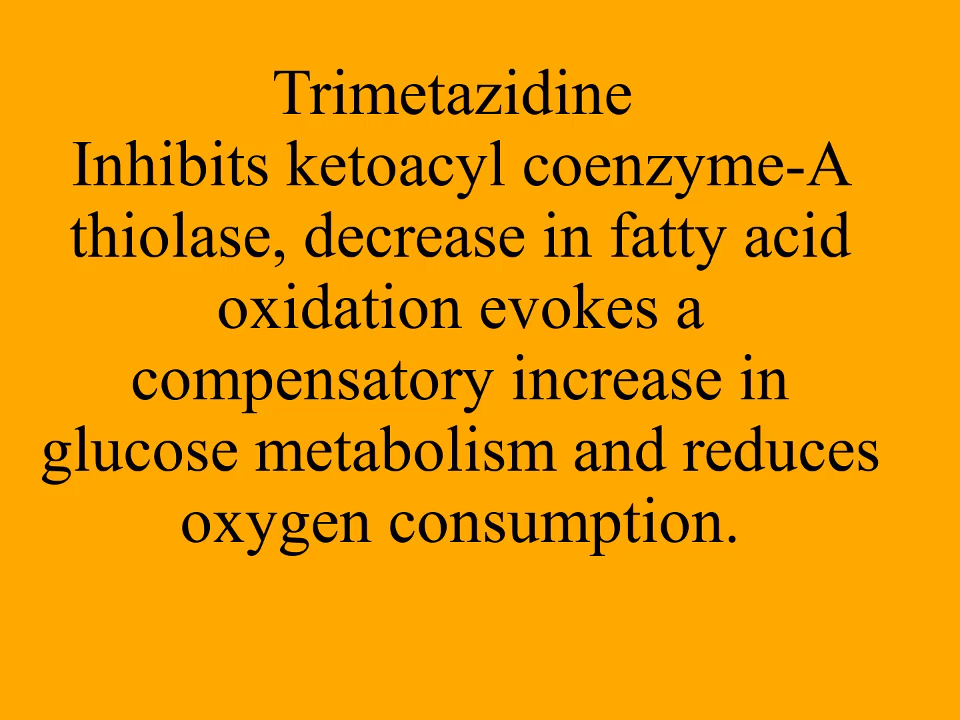 Trimetazidine
Inhibits ketoacyl coenzyme-A
thiolase, decrease in fatty acid
oxidation evokes a
compensatory increase in
glucose metabolism and reduces
oxygen consumption.